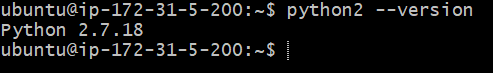 ubuntu@ip-172-31-5-200:~$ python2 --version
Python 2.7.18
ubuntu@ip-172-31-5-200:~$